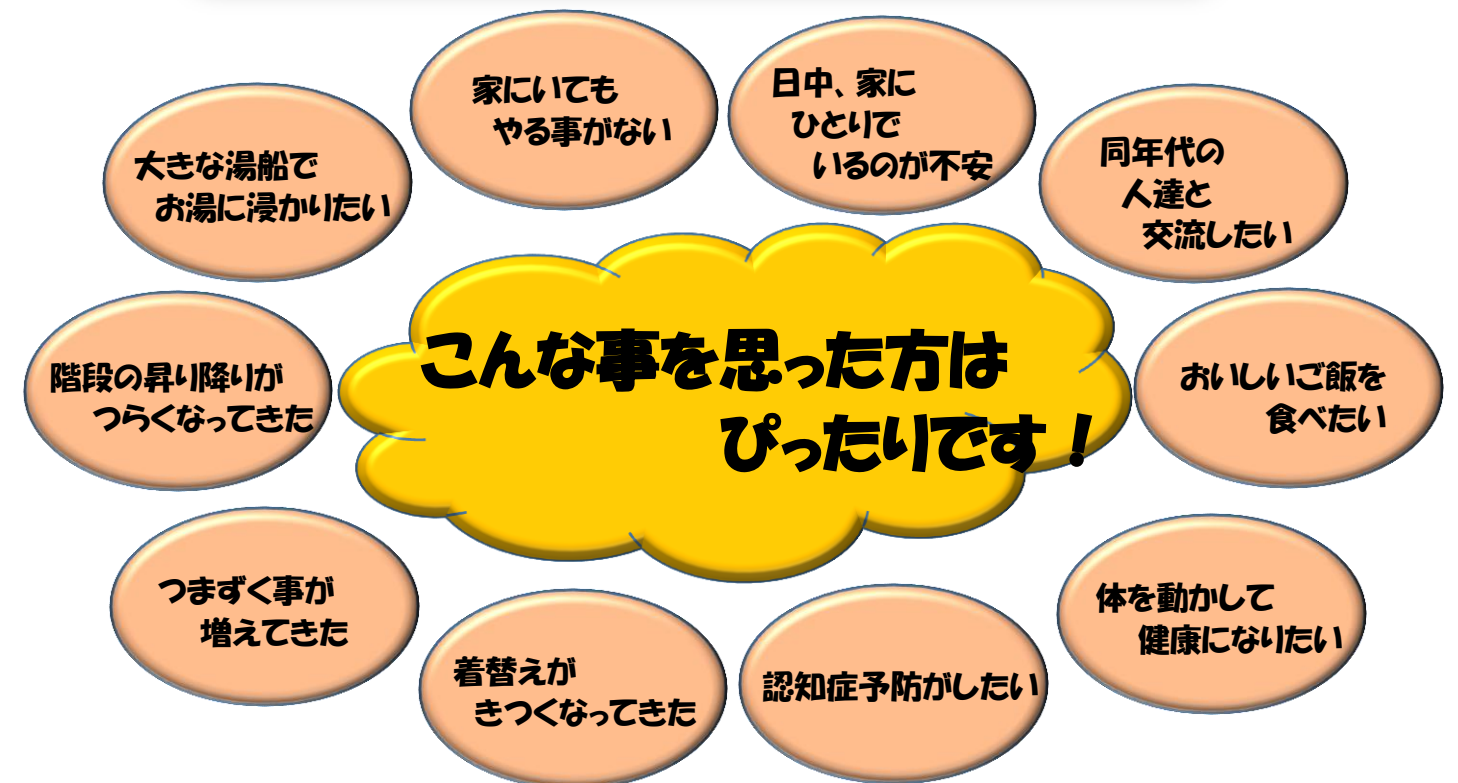 家にいても
やる事がない
日中、家に
ひとりで
いるのが不安
大きな湯船で
お湯に浸かりたい
同年代の
人達と
交流したい
こんな事を思った方は
ぴったりです！
階段の昇り降りが
つらくなってきた
おいしいご飯を
食べたい
つまずく事が
増えてきた
体を動かして
健康になりたい
着替えが
きつくなってきた
認知症予防がしたい